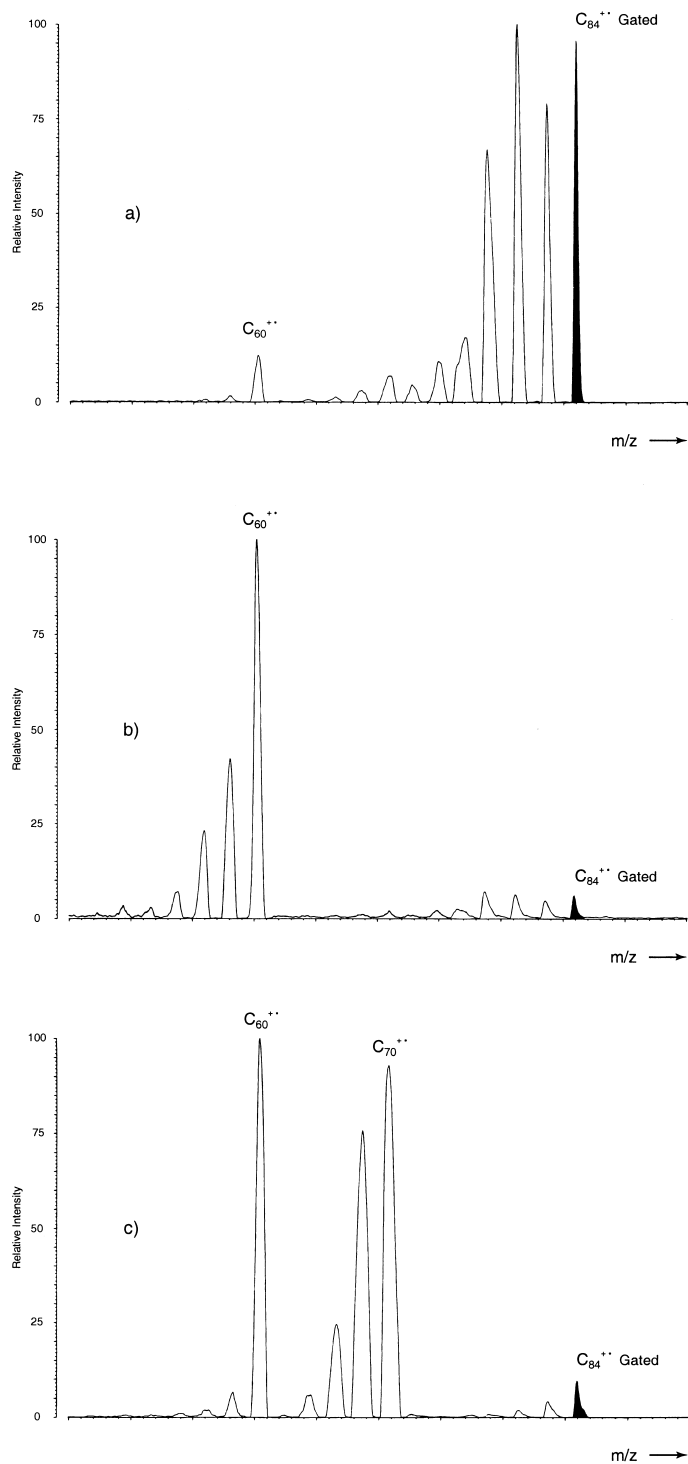 C₈₄⁺• Gated
100
75
Relative Intensity
50
a)
C₆₀⁺•
25
0
m/z
C₆₀⁺•
100
75
Relative Intensity
50
b)
25
C₈₄⁺• Gated
0
m/z
C₆₀⁺•
C₇₀⁺•
100
75
Relative Intensity
50
c)
25
C₈₄⁺• Gated
0
m/z